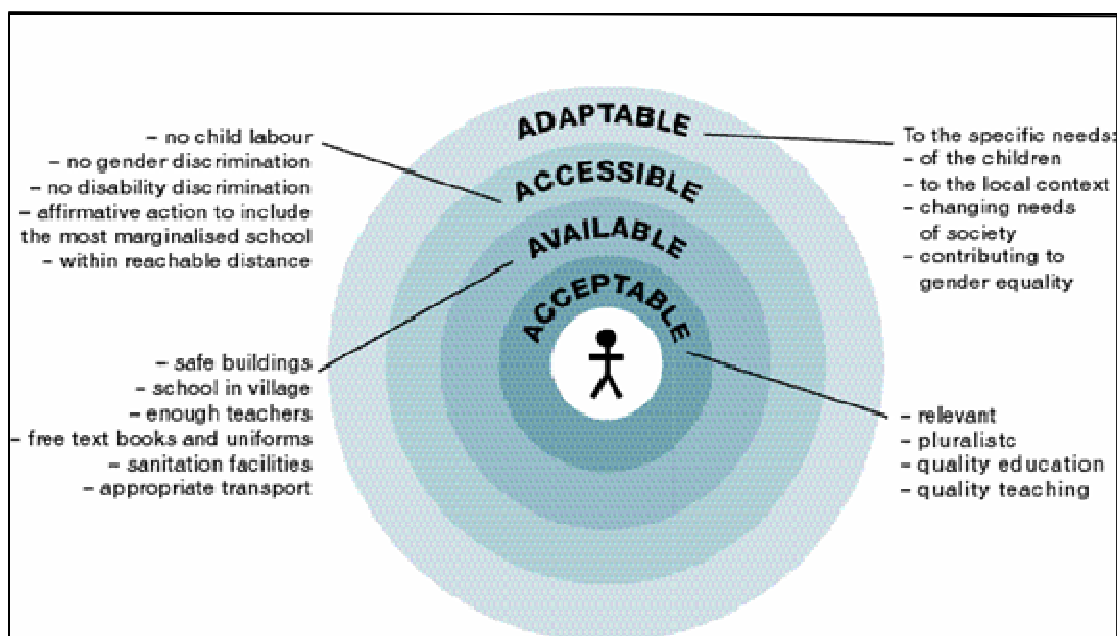 ADAPTABLE
ACCESSIBLE
AVAILABLE
ACCEPTABLE
– no child labour
– no gender discrimination
– no disability discrimination
– affirmative action to include
the most marginalised school
– within reachable distance
– safe buildings
– school in village
– enough teachers
– free text books and uniforms
– sanitation facilities
– appropriate transport
To the specific needs:
– of the children
– to the local context
– changing needs
of society
– contributing to
gender equality
– relevant
– pluralistc
– quality education
– quality teaching